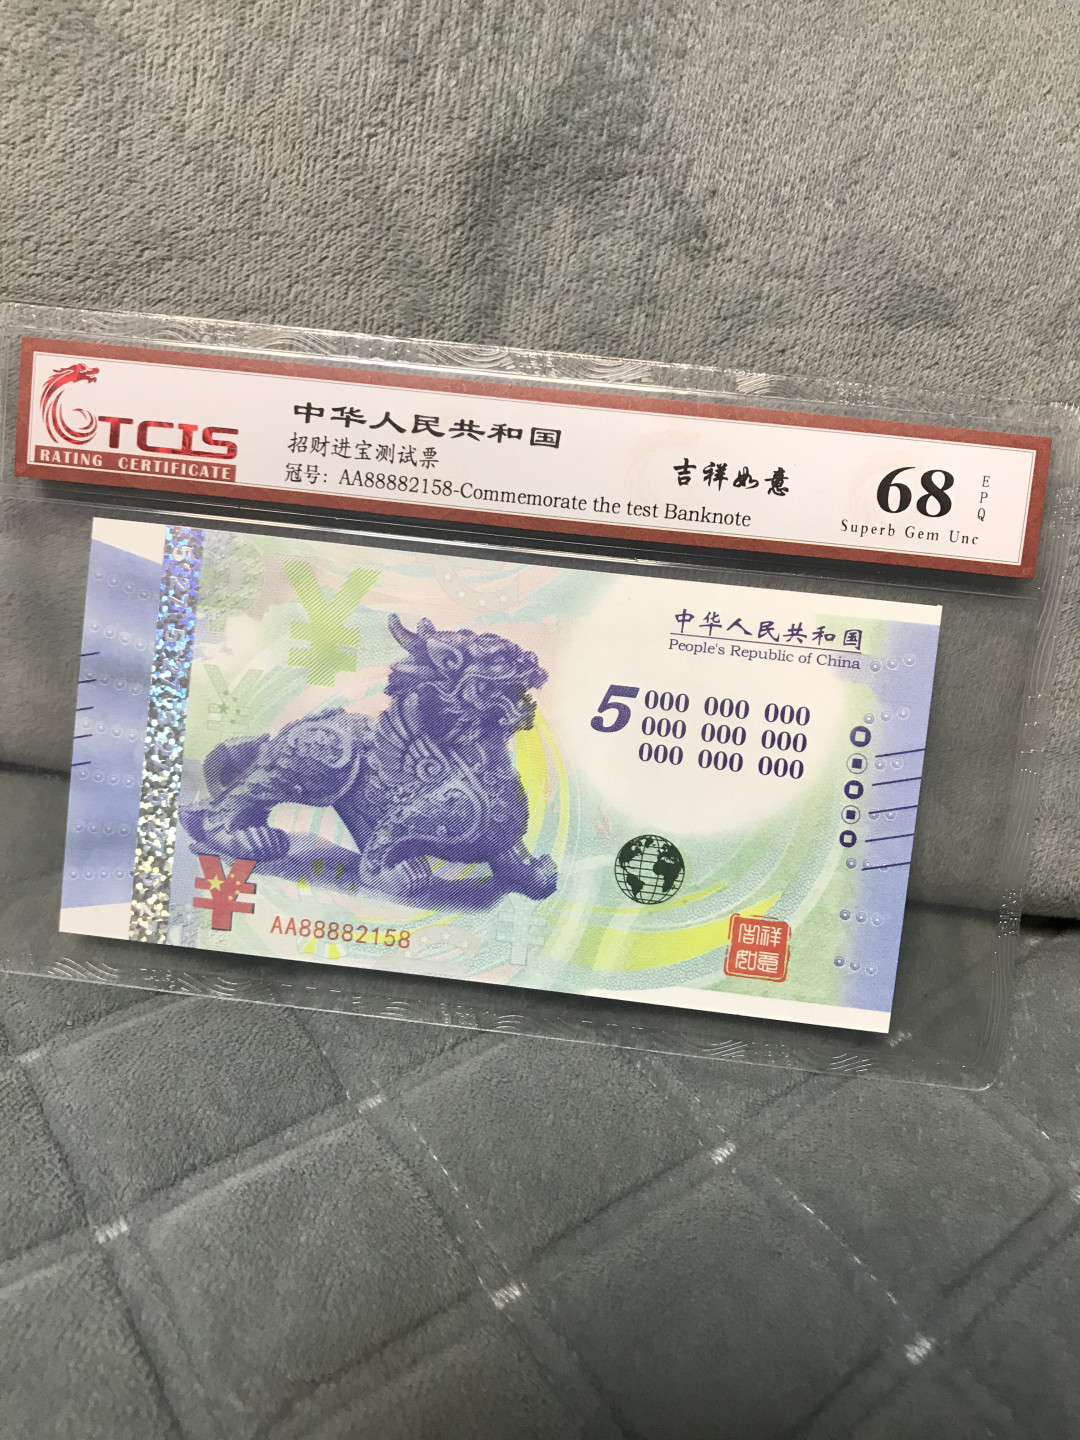 TCIS
RATING CERTIFICATE
中华人民共和国
招财进宝测试票
冠号: AA88882158-Commemorate the test Banknote
吉祥如意
68
EPQ
Superb Gem Unc
中华人民共和国
People's Republic of China
5 000 000 000
000 000 000
000 000 000
¥
¥
¥
AA88882158
吉祥
如意